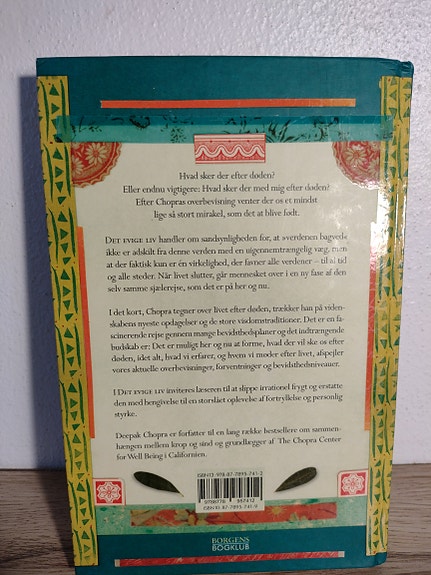 Hvad sker der efter døden?
Eller endnu vigtigere: Hvad sker der med mig efter døden?
Efter Chopras overbevisning venter der os et mindst
lige så stort mirakel, som det at blive født.
DET EVIGE LIV handler om sandsynligheden for, at »verdenen bagved«
ikke er adskilt fra denne verden med en uigennemtrængelig væg, men
at der faktisk kun er én virkelighed, der favner alle verdener – til al tid
og alle steder. Når livet slutter, går mennesket over i en ny fase af den
selv samme sjælerejse, som det er på her og nu.
I det kort, Chopra tegner over livet efter døden, trækker han på viden-
skabens nyeste opdagelser og de store visdomstraditioner. Det er en fa-
scinerende rejse gennem mange bevidsthedsplaner og det indtrængende
budskab er: Det er muligt her og nu at forme, hvad der vil ske os efter
døden, idet alt, hvad vi erfarer, og hvens vi møder efter livet, afspejler
vores aktuelle overbevisninger, forventninger og bevidsthedsniveauer.
I DET EVIGE LIV inviteres læseren til at slippe irrationel frygt og erstatte
den med hengivelse til en storslået oplevelse af fortryllelse og personlig
styrke.
Deepak Chopra er forfatter til en lang række bestsellere om sammen-
hængen mellem krop og sind og grundlægger af The Chopra Center
for Well Being i Californien.
ISBN-13: 978-87-7895-741-2
BORGENS
BOGKLUB